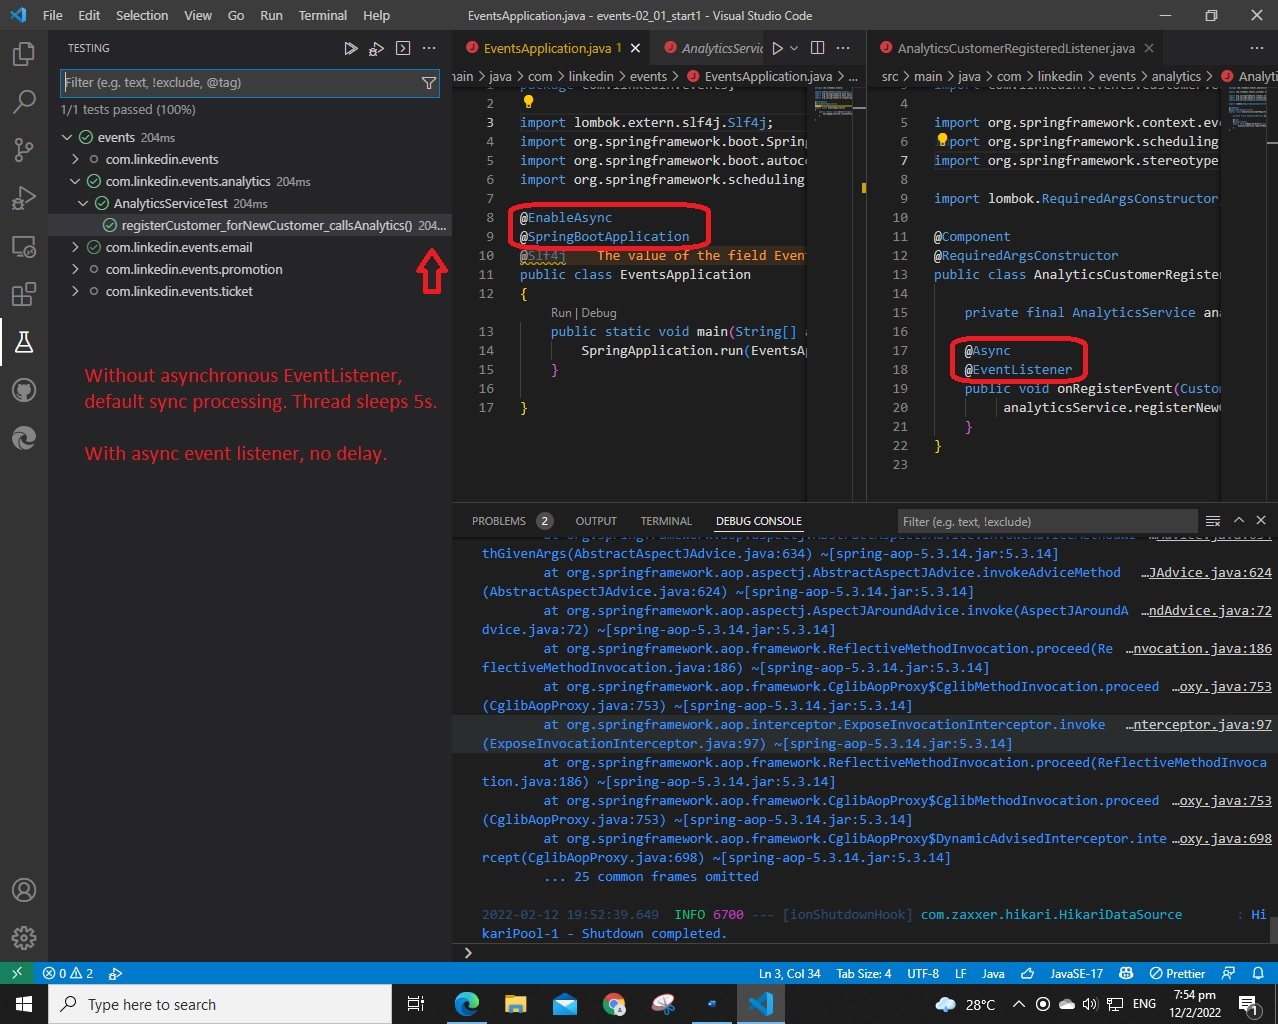 File Edit Selection View Go Run Terminal Help EventsApplication.java - events-02_01_start1 - Visual Studio Code
TESTING
Filter (e.g. text, !exclude, @tag)
1/1 tests passed (100%)
events 204ms
com.linkedin.events
com.linkedin.events.analytics 204ms
AnalyticsServiceTest 204ms
registerCustomer_forNewCustomer_callsAnalytics() 204...
com.linkedin.events.email
com.linkedin.events.promotion
com.linkedin.events.ticket
Without asynchronous EventListener,
default sync processing. Thread sleeps 5s.
With async event listener, no delay.
EventsApplication.java 1
AnalyticsServic
nain > java > com > linkedin > events > EventsApplication.java > ...
2
3 import lombok.extern.slf4j.Slf4j;
4 import org.springframework.boot.Spring
5 import org.springframework.boot.autoco
6 import org.springframework.scheduling
7
8 @EnableAsync
9 @SpringBootApplication
10 @Slf4j The value of the field Even
11 public class EventsApplication
12 {
Run | Debug
13 public static void main(String[] a
14 SpringApplication.run(EventsAp
15 }
16
17 }
AnalyticsCustomerRegisteredListener.java
src > main > java > com > linkedin > events > analytics > Analyti
4
5 import org.springframework.context.eve
6 import org.springframework.scheduling
7 import org.springframework.stereotype
8
9 import lombok.RequiredArgsConstructor
10
11 @Component
12 @RequiredArgsConstructor
13 public class AnalyticsCustomerRegister
14
15 private final AnalyticsService ana
16
17 @Async
18 @EventListener
19 public void onRegisterEvent(Custo
20 analyticsService.registerNewC
21 }
22 }
23
PROBLEMS 2 OUTPUT TERMINAL DEBUG CONSOLE Filter (e.g. text, !exclude)
thGivenArgs(AbstractAspectJAdvice.java:634) ~[spring-aop-5.3.14.jar:5.3.14]
at org.springframework.aop.aspectj.AbstractAspectJAdvice.invokeAdviceMethod …JAdvice.java:624
(AbstractAspectJAdvice.java:624) ~[spring-aop-5.3.14.jar:5.3.14]
at org.springframework.aop.aspectj.AspectJAroundAdvice.invoke(AspectJAroundA …ndAdvice.java:72
dvice.java:72) ~[spring-aop-5.3.14.jar:5.3.14]
at org.springframework.aop.framework.ReflectiveMethodInvocation.proceed(Re …nvocation.java:186
flectiveMethodInvocation.java:186) ~[spring-aop-5.3.14.jar:5.3.14]
at org.springframework.aop.framework.CglibAopProxy$CglibMethodInvocation.proceed …oxy.java:753
(CglibAopProxy.java:753) ~[spring-aop-5.3.14.jar:5.3.14]
at org.springframework.aop.interceptor.ExposeInvocationInterceptor.invoke …nterceptor.java:97
(ExposeInvocationInterceptor.java:97) ~[spring-aop-5.3.14.jar:5.3.14]
at org.springframework.aop.framework.ReflectiveMethodInvocation.proceed(ReflectiveMethodInvoca
tion.java:186) ~[spring-aop-5.3.14.jar:5.3.14]
at org.springframework.aop.framework.CglibAopProxy$CglibMethodInvocation.proceed …oxy.java:753
(CglibAopProxy.java:753) ~[spring-aop-5.3.14.jar:5.3.14]
at org.springframework.aop.framework.CglibAopProxy$DynamicAdvisedInterceptor.inte …oxy.java:698
rcept(CglibAopProxy.java:698) ~[spring-aop-5.3.14.jar:5.3.14]
... 25 common frames omitted
2022-02-12 19:52:39.649 INFO 6700 --- [ionShutdownHook] com.zaxxer.hikari.HikariDataSource : Hi
kariPool-1 - Shutdown completed.
0 2 Ln 3, Col 34 Tab Size: 4 UTF-8 LF Java JavaSE-17 Prettier
Type here to search 28°C ENG 7:54 pm
12/2/2022 1